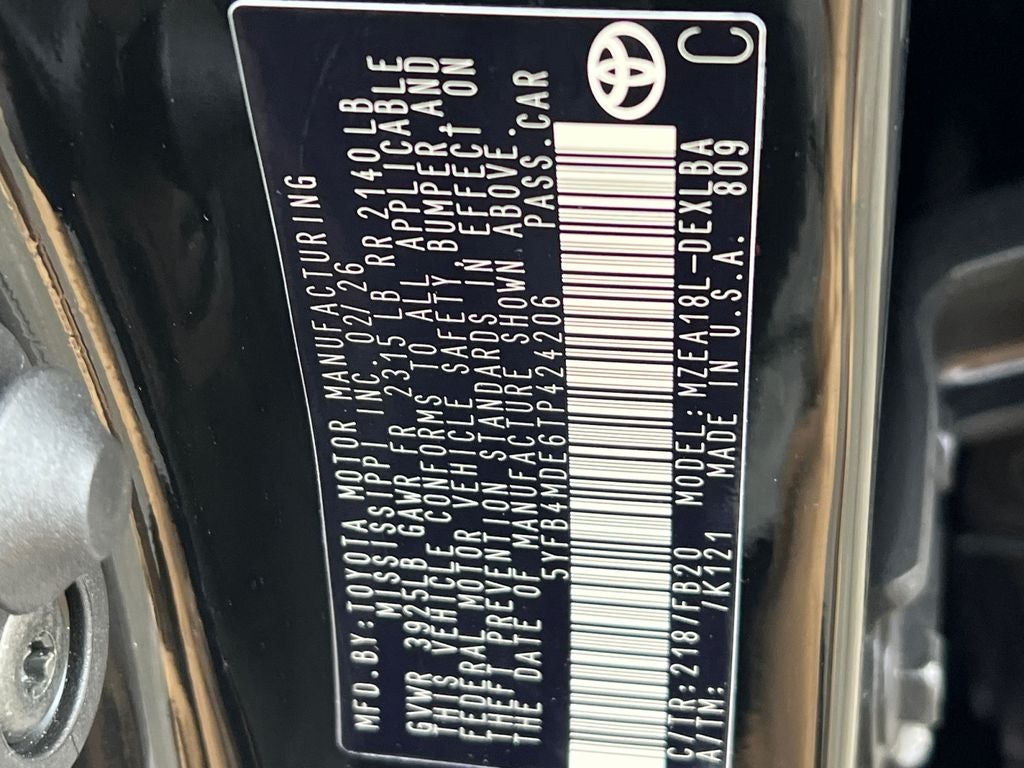 MFD.BY:TOYOTA MOTOR MANUFACTURING
MISSISSIPPI INC. 02/26
GVWR 3925LB GAWR FR 2315 LB RR 2140LB
THIS VEHICLE CONFORMS TO ALL APPLICABLE
FEDERAL MOTOR VEHICLE SAFETY, BUMPER, AND
THEFT PREVENTION STANDARDS IN EFFECT ON
THE DATE OF MANUFACTURE SHOWN ABOVE.
5YFB4MDE6TP424206 PASS.CAR
C/TR:218/FB20 MODEL:MZEA18L-DEXLBA
A/TM: /K121 MADE IN U.S.A. 809
C